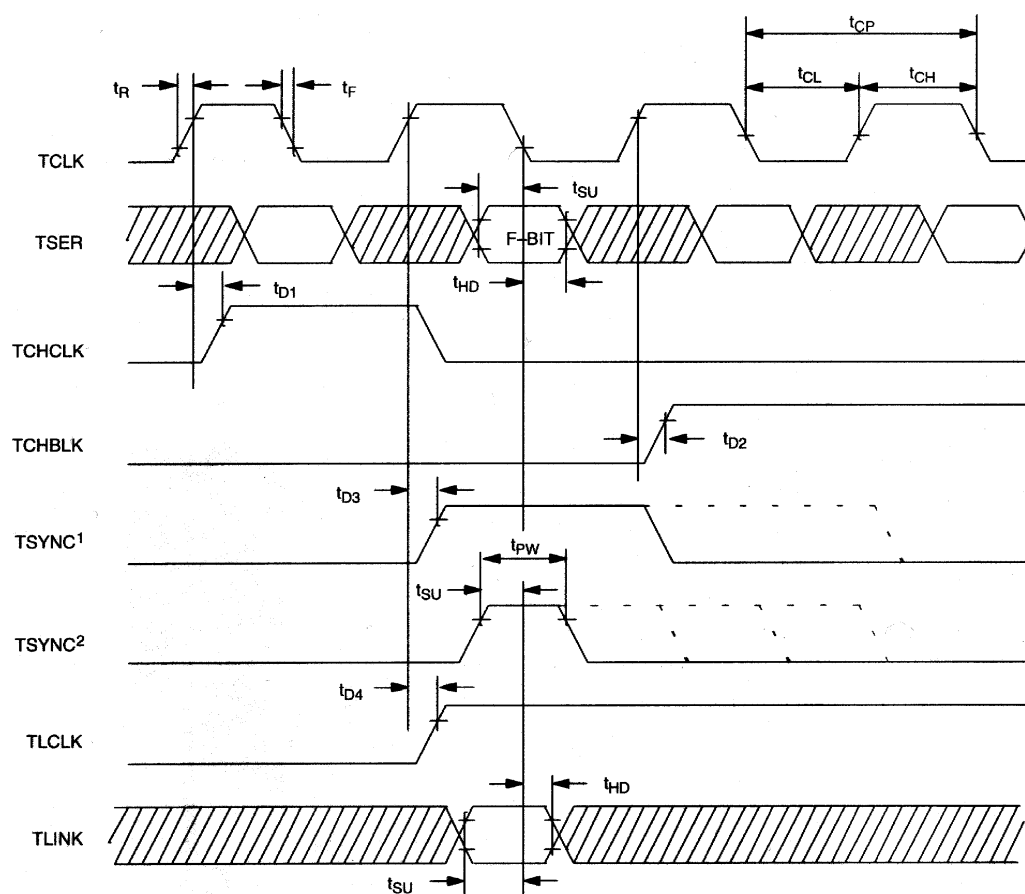 tCP
tR
tF
tCL
tCH
TCLK
tSU
TSER
F–BIT
tHD
tD1
TCHCLK
TCHBLK
tD2
tD3
TSYNC1
tPW
tSU
TSYNC2
tD4
TLCLK
tHD
TLINK
tSU